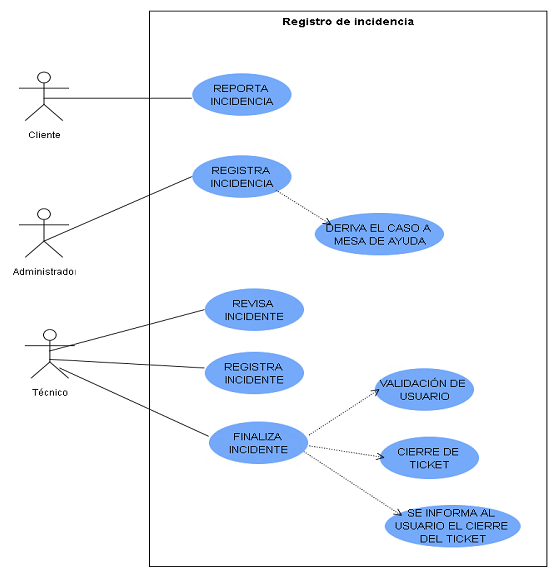 Registro de incidencia
REPORTA
INCIDENCIA
Cliente
REGISTRA
INCIDENCIA
DERIVA EL CASO A
MESA DE AYUDA
Administrador
REVISA
INCIDENTE
REGISTRA
INCIDENTE
Técnico
VALIDACIÓN DE
USUARIO
FINALIZA
INCIDENTE
CIERRE DE
TICKET
SE INFORMA AL
USUARIO EL CIERRE
DEL TICKET